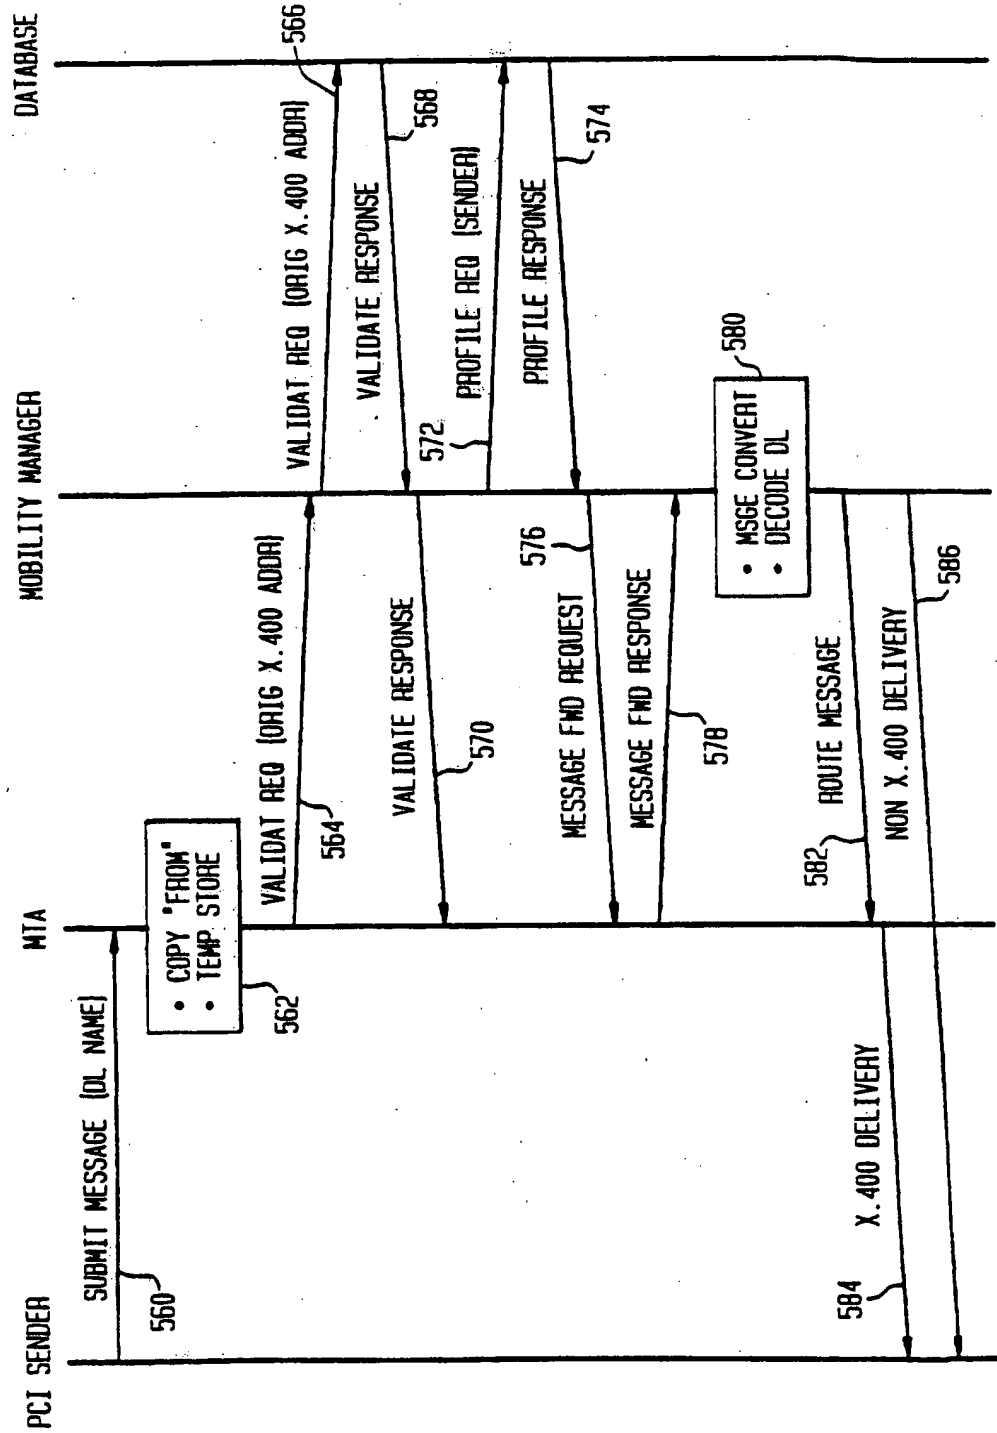 PCI SENDER
MTA
MOBILITY MANAGER
DATABASE
SUBMIT MESSAGE (DL NAME)
560
• COPY "FROM"
• TEMP STORE
562
VALIDAT REQ (ORIG X.400 ADDR)
564
VALIDAT REQ (ORIG X.400 ADDR)
566
VALIDATE RESPONSE
568
VALIDATE RESPONSE
570
572
PROFILE REQ (SENDER)
PROFILE RESPONSE
574
576
MESSAGE FWD REQUEST
MESSAGE FWD RESPONSE
578
• MSGE CONVERT
• DECODE DL
580
ROUTE MESSAGE
582
X.400 DELIVERY
584
NON X.400 DELIVERY
586